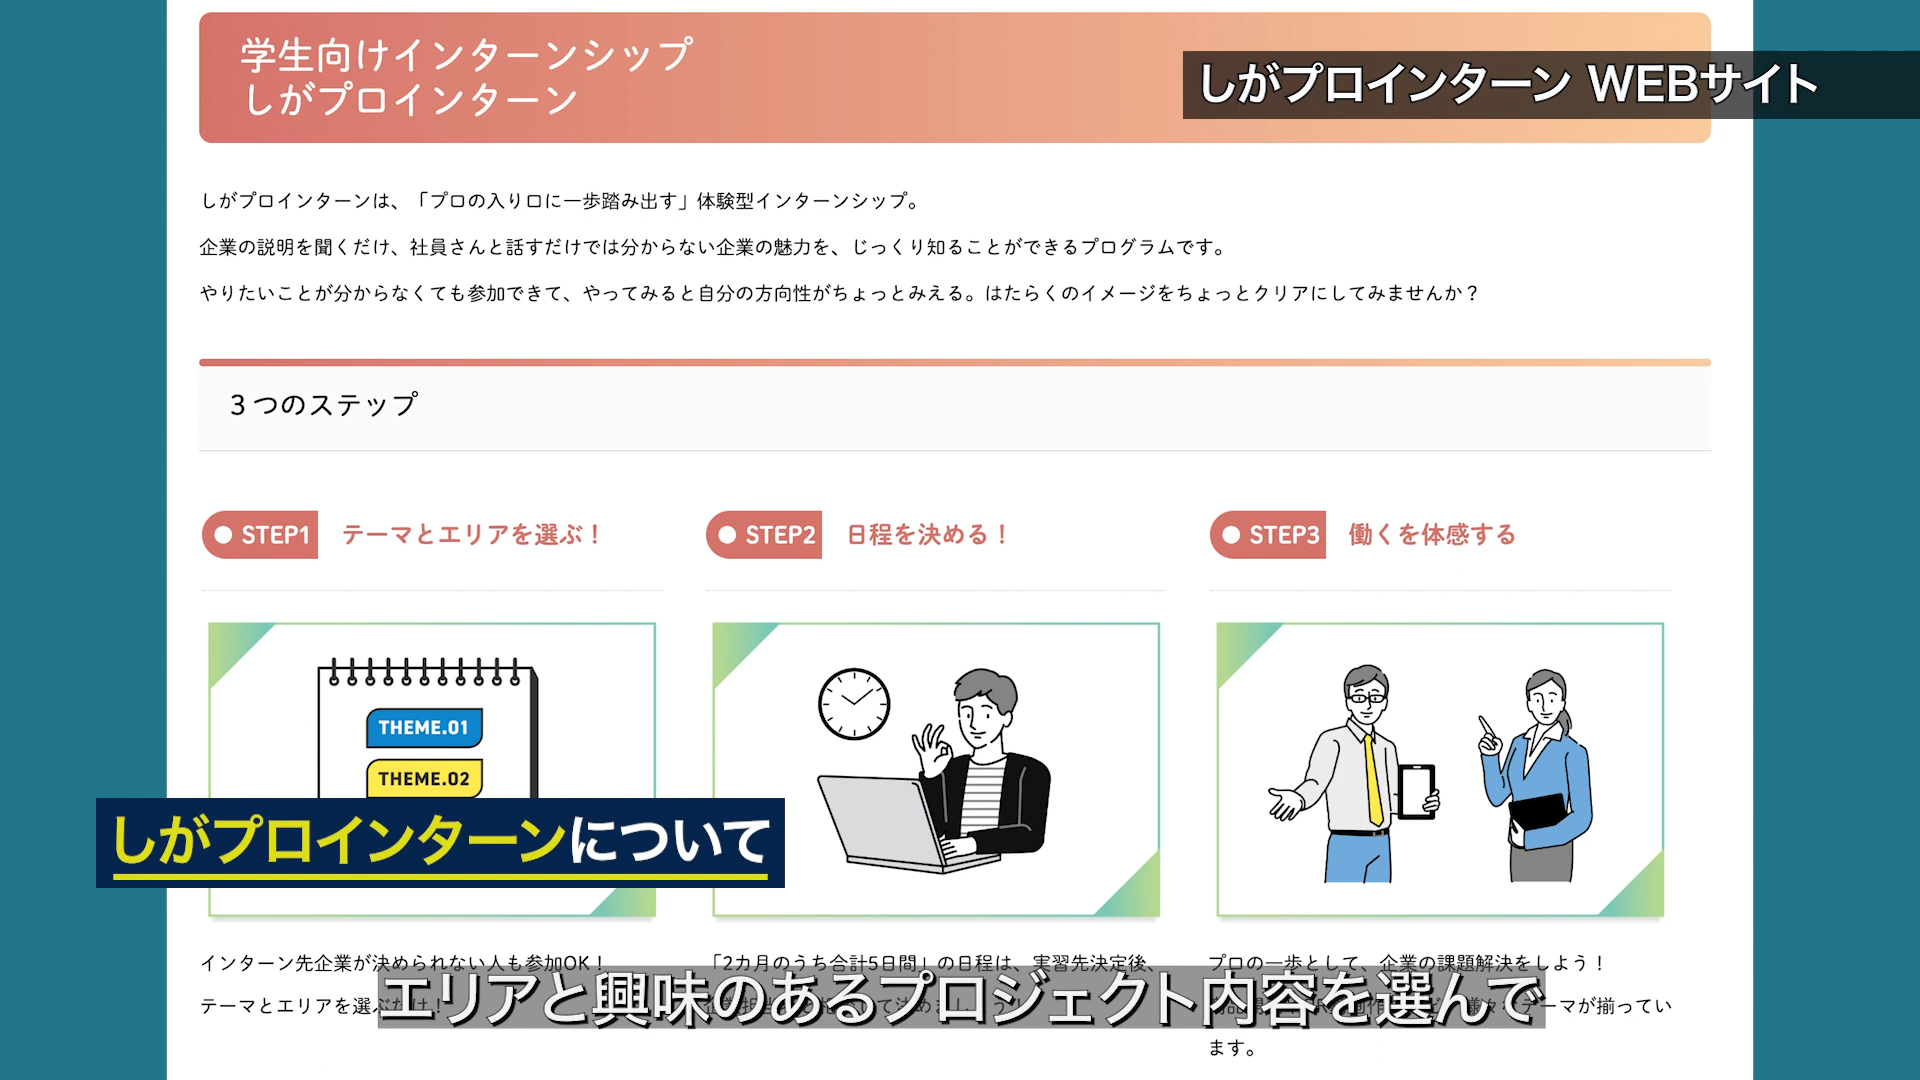 学生向けインターンシップ
しがプロインターン
しがプロインターン WEBサイト
しがプロインターンは、「プロの入り口に一歩踏み出す」体験型インターンシップ。
企業の説明を聞くだけ、社員さんと話すだけでは分からない企業の魅力を、じっくり知ることができるプログラムです。
やりたいことが分からなくても参加できて、やってみると自分の方向性がちょっとみえる。はたらくのイメージをちょっとクリアにしてみませんか？
3つのステップ
STEP1 テーマとエリアを選ぶ！
STEP2 日程を決める！
STEP3 働くを体感する
THEME.01
THEME.02
しがプロインターンについて
インターン先企業が決められない人も参加OK！
テーマとエリアを選ぶだけ！
「2カ月のうち合計5日間」の日程は、実習先決定後、
プロの一歩として、企業の課題解決をしよう！
テーマが揃ってい
ます。
エリアと興味のあるプロジェクト内容を選んで